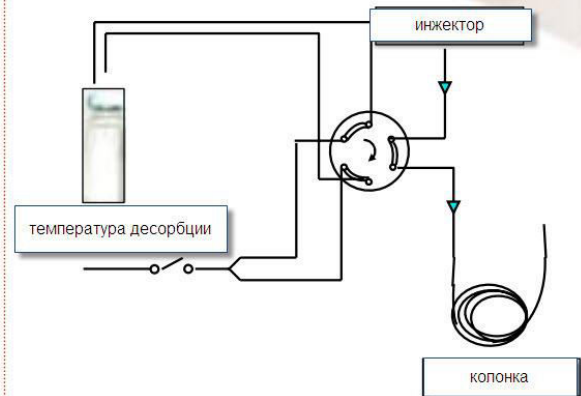 инжектор
температура десорбции
колонка